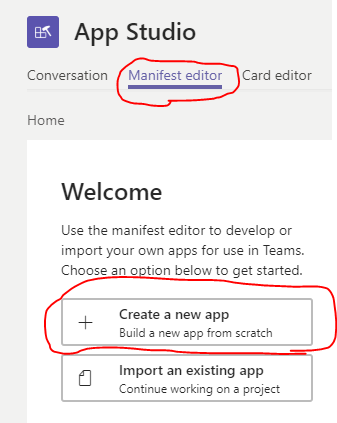 App Studio
Conversation Manifest editor Card editor
Home
Welcome
Use the manifest editor to develop or
import your own apps for use in Teams.
Choose an option below to get started.
Create a new app
Build a new app from scratch
Import an existing app
Continue working on a project